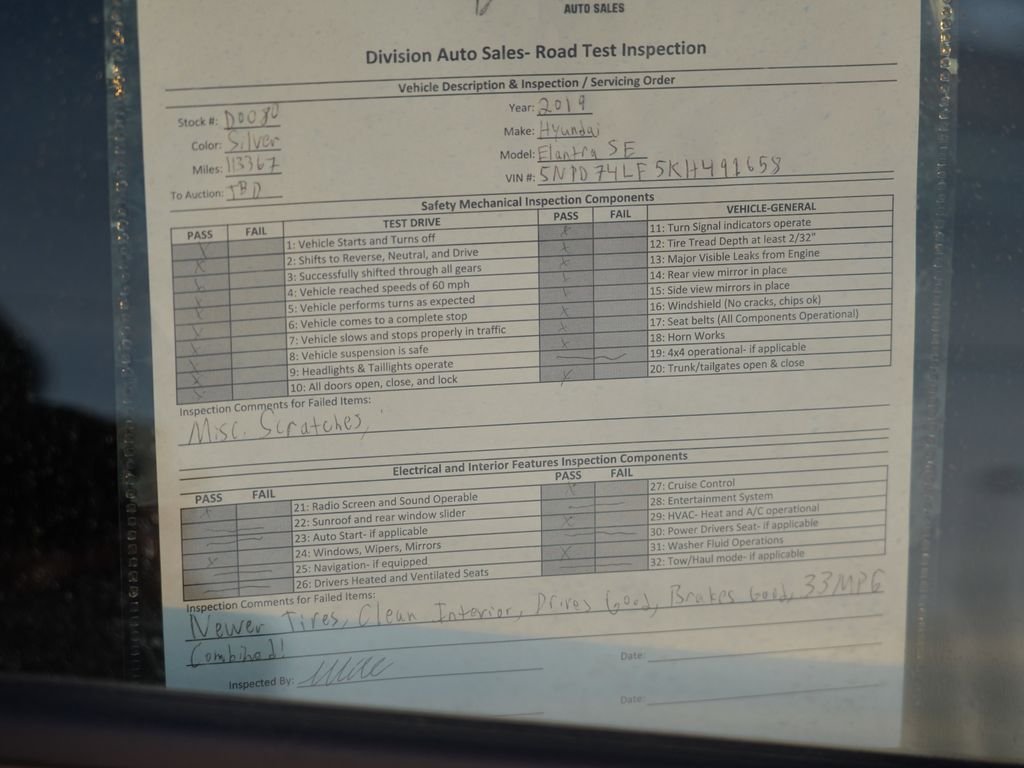 AUTO SALES
Division Auto Sales- Road Test Inspection
Vehicle Description & Inspection / Servicing Order
Stock #: D0030 Year: 2019
Color: Silver Make: Hyundai
Miles: 113367 Model: Elantra SE
To Auction: TBD VIN #: 5NPD74LF5KH491658
Safety Mechanical Inspection Components
PASS FAIL TEST DRIVE PASS FAIL VEHICLE-GENERAL
1: Vehicle Starts and Turns off 11: Turn Signal indicators operate
2: Shifts to Reverse, Neutral, and Drive 12: Tire Tread Depth at least 2/32"
3: Successfully shifted through all gears 13: Major Visible Leaks from Engine
4: Vehicle reached speeds of 60 mph 14: Rear view mirror in place
5: Vehicle performs turns as expected 15: Side view mirrors in place
6: Vehicle comes to a complete stop 16: Windshield (No cracks, chips ok)
7: Vehicle slows and stops properly in traffic 17: Seat belts (All Components Operational)
8: Vehicle suspension is safe 18: Horn Works
9: Headlights & Taillights operate 19: 4x4 operational- if applicable
10: All doors open, close, and lock 20: Trunk/tailgates open & close
Inspection Comments for Failed Items:
Misc. Scratches,
Electrical and Interior Features Inspection Components
PASS FAIL PASS FAIL
21: Radio Screen and Sound Operable 27: Cruise Control
22: Sunroof and rear window slider 28: Entertainment System
23: Auto Start- if applicable 29: HVAC- Heat and A/C operational
24: Windows, Wipers, Mirrors 30: Power Drivers Seat- if applicable
25: Navigation- if equipped 31: Washer Fluid Operations
26: Drivers Heated and Ventilated Seats 32: Tow/Haul mode- if applicable
Inspection Comments for Failed Items:
Newer Tires, Clean Interior, Drives Good, Brakes Good, 33MPG
Combined!
Inspected By: Date:
Date: